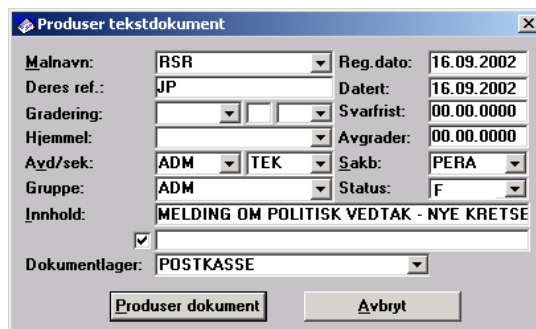 Produser tekstdokument
Malnavn: RSR Reg.dato: 16.09.2002
Deres ref.: JP Datert: 16.09.2002
Gradering: Svarfrist: 00.00.0000
Hjemmel: Avgrader: 00.00.0000
Avd/sek: ADM TEK Sakb: PERA
Gruppe: ADM Status: F
Innhold: MELDING OM POLITISK VEDTAK - NYE KRETSE
Dokumentlager: POSTKASSE
Produser dokument Avbryt